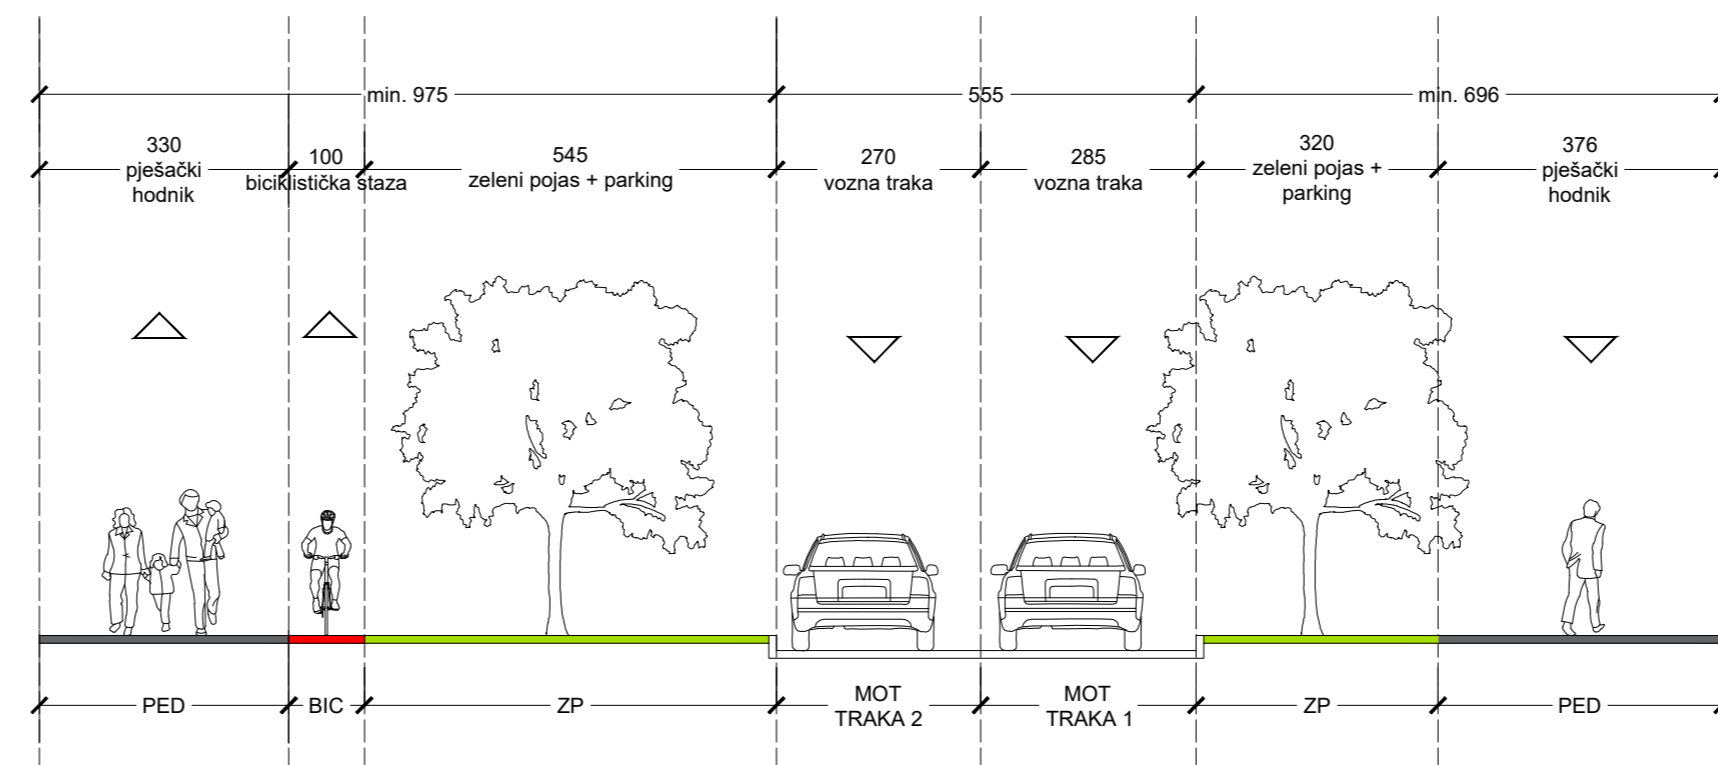 min. 975
555
min. 696
330
pješački
hodnik
100
biciklistička staza
545
zeleni pojas + parking
270
vozna traka
285
vozna traka
320
zeleni pojas +
parking
376
pješački
hodnik
PED
BIC
ZP
MOT
TRAKA 2
MOT
TRAKA 1
ZP
PED